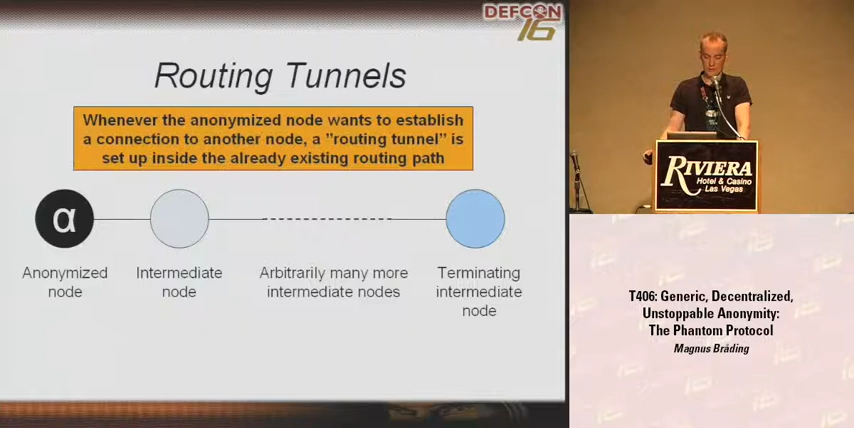 DEFCON
16
Routing Tunnels
Whenever the anonymized node wants to establish
a connection to another node, a "routing tunnel" is
set up inside the already existing routing path
α
Anonymized
node
Intermediate
node
Arbitrarily many more
intermediate nodes
Terminating
intermediate
node
RIVIERA
Hotel & Casino
Las Vegas
T406: Generic, Decentralized,
Unstoppable Anonymity:
The Phantom Protocol
Magnus Bråding